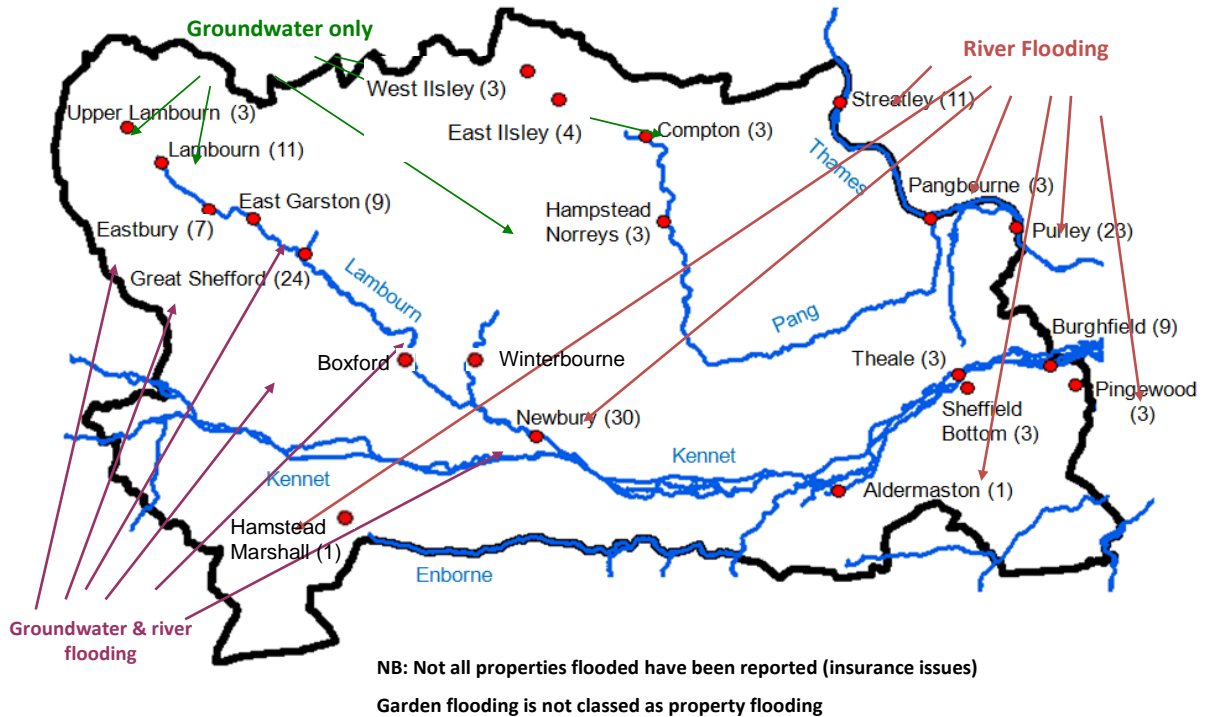 Groundwater only
River Flooding
West Ilsley (3)
Upper Lambourn (3)
East Ilsley (4)
Compton (3)
Streatley (11)
Lambourn (11)
Thames
East Garston (9)
Pangbourne (3)
Eastbury (7)
Hampstead
Norreys (3)
Purley (23)
Great Shefford (24)
Lambourn
Pang
Burghfield (9)
Boxford
Winterbourne
Theale (3)
Pingewood
(3)
Sheffield
Bottom (3)
Newbury (30)
Kennet
Kennet
Aldermaston (1)
Hamstead
Marshall (1)
Enborne
Groundwater & river
flooding
NB: Not all properties flooded have been reported (insurance issues)
Garden flooding is not classed as property flooding